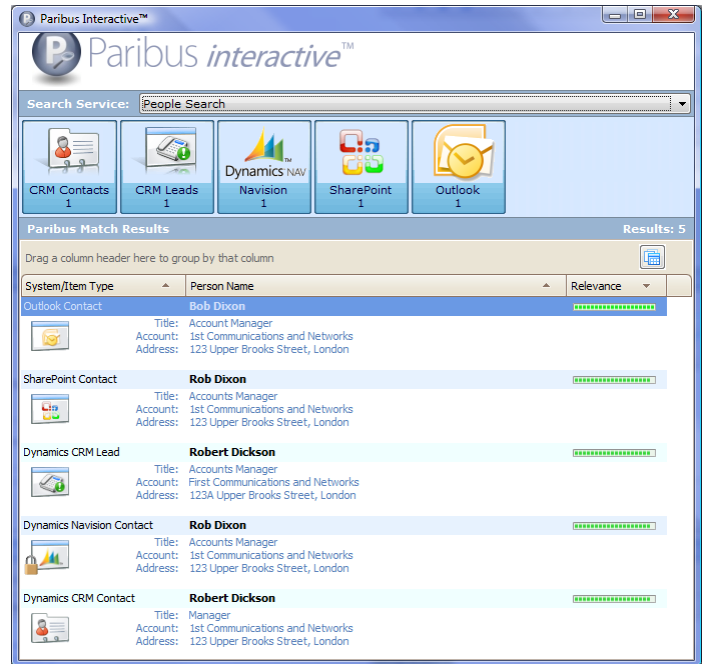 Paribus Interactive™
Paribus interactive™
Search Service: People Search
CRM Contacts
1
CRM Leads
1
Dynamics NAV
Navision
1
SharePoint
1
Outlook
1
Paribus Match Results Results: 5
Drag a column header here to group by that column
System/Item Type Person Name Relevance
Outlook Contact Bob Dixon
Title: Account Manager
Account: 1st Communications and Networks
Address: 123 Upper Brooks Street, London
SharePoint Contact Rob Dixon
Title: Accounts Manager
Account: 1st Communications and Networks
Address: 123 Upper Brooks Street, London
Dynamics CRM Lead Robert Dickson
Title: Accounts Manager
Account: First Communications and Networks
Address: 123A Upper Brooks Street, London
Dynamics Navision Contact Rob Dixon
Title: Accounts Manager
Account: 1st Communications and Networks
Address: 123 Upper Brooks Street, London
Dynamics CRM Contact Robert Dickson
Title: Manager
Account: 1st Communications and Networks
Address: 123 Upper Brooks Street, London